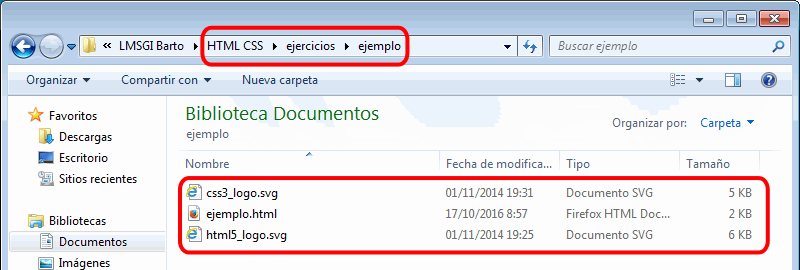 « LMSGI Barto HTML CSS ejercicios ejemplo
Buscar ejemplo
Organizar Compartir con Nueva carpeta
Favoritos
Descargas
Escritorio
Sitios recientes
Bibliotecas
Documentos
Imágenes
Biblioteca Documentos
ejemplo
Organizar por: Carpeta
Nombre Fecha de modifica... Tipo Tamaño
css3_logo.svg 01/11/2014 19:31 Documento SVG 5 KB
ejemplo.html 17/10/2016 8:57 Firefox HTML Doc... 2 KB
html5_logo.svg 01/11/2014 19:25 Documento SVG 6 KB